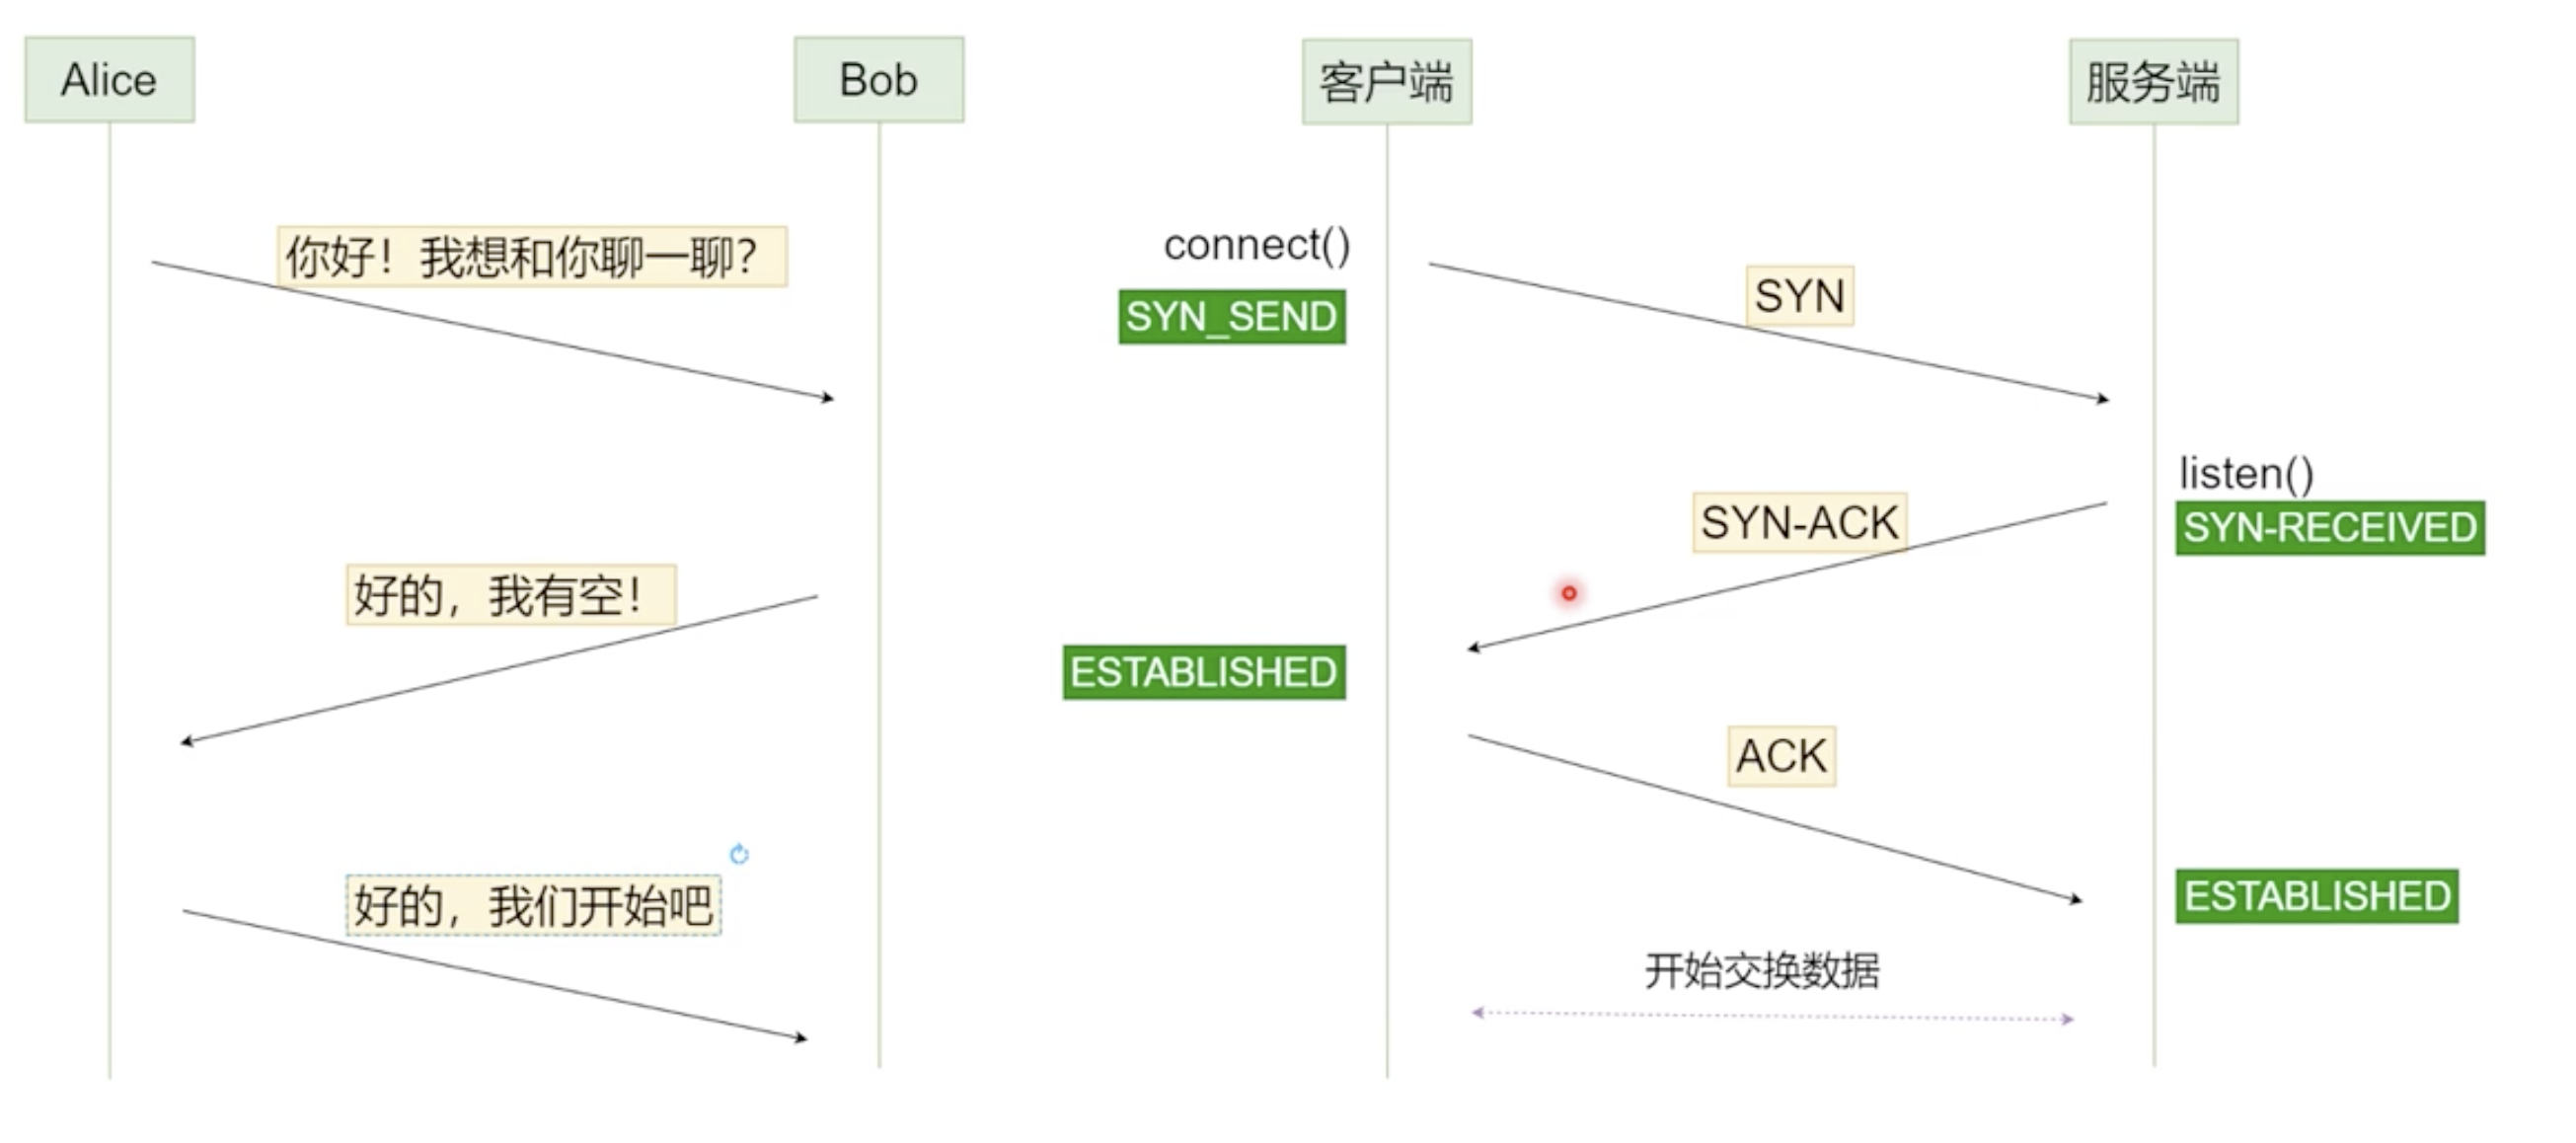 Alice
Bob
你好！我想和你聊一聊？
好的，我有空！
好的，我们开始吧
客户端
服务端
connect()
SYN_SEND
SYN
listen()
SYN-RECEIVED
SYN-ACK
ESTABLISHED
ACK
ESTABLISHED
开始交换数据